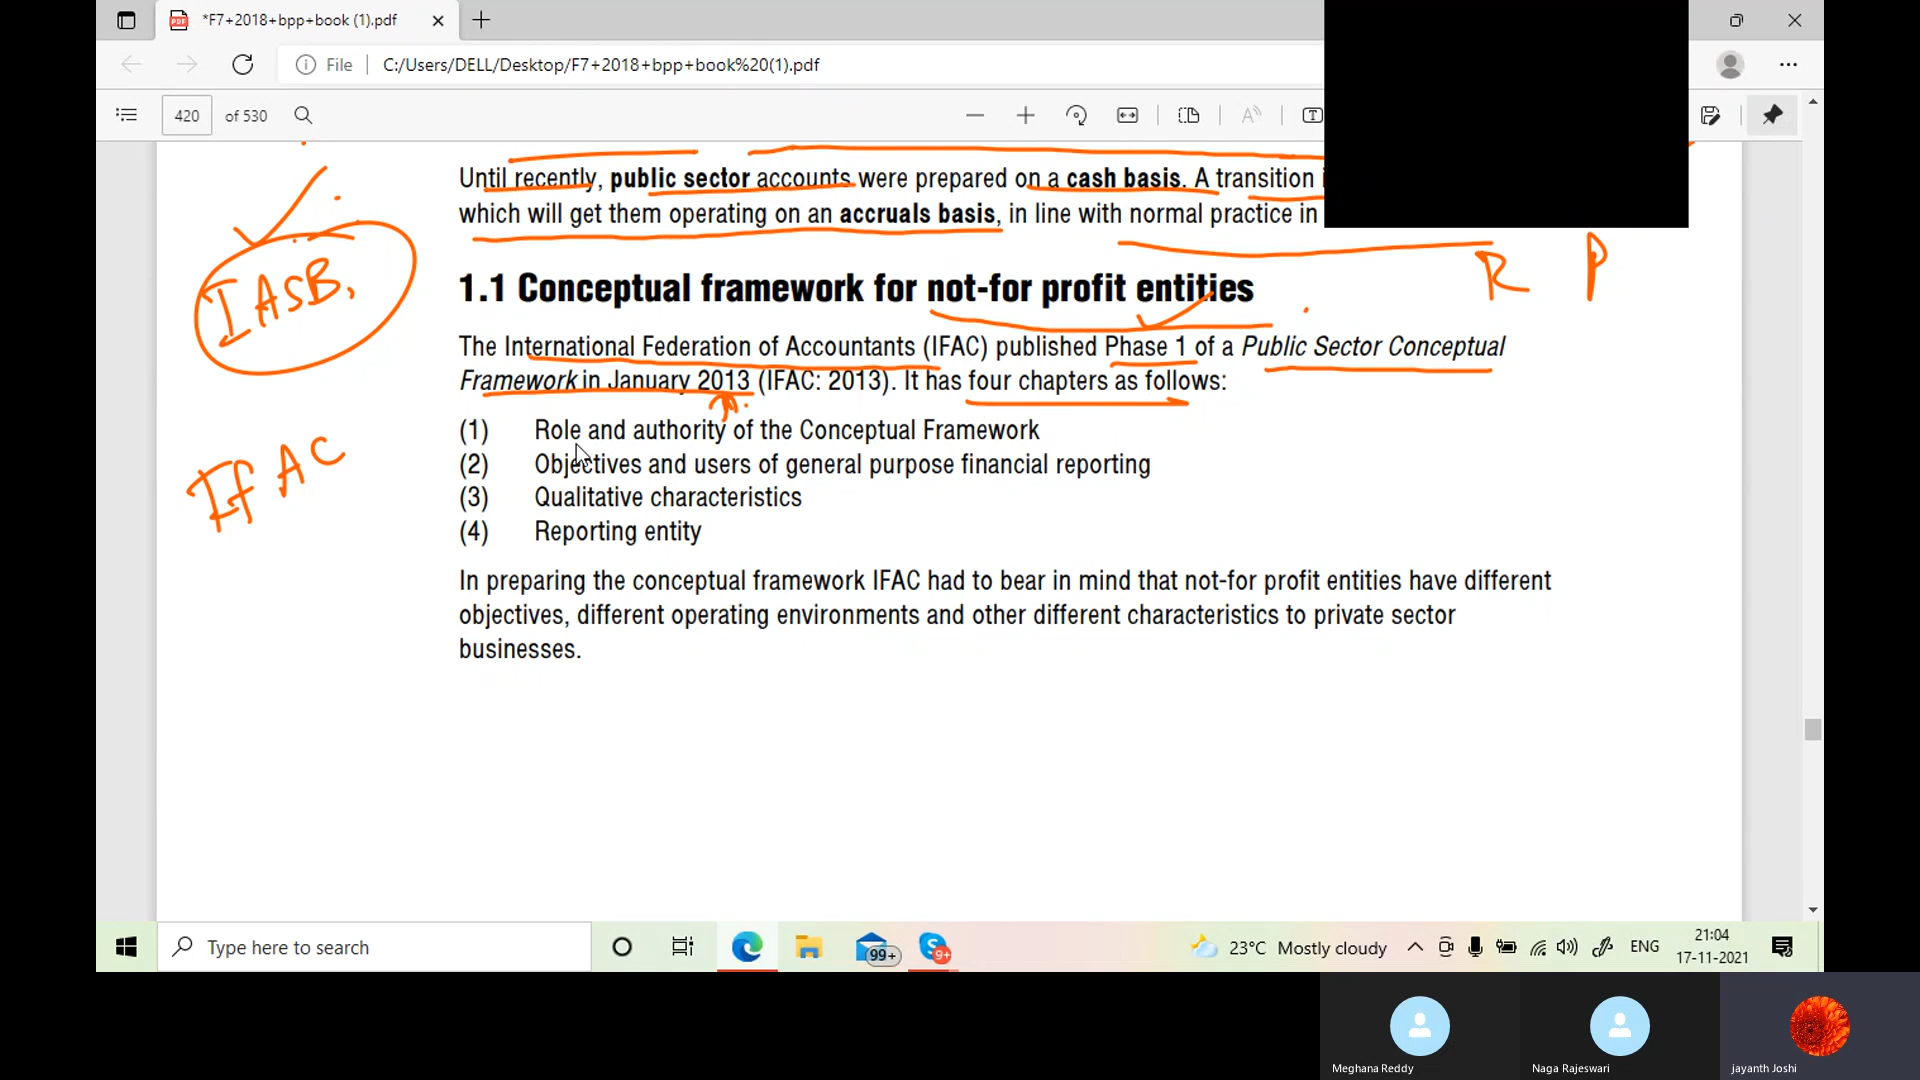 *F7+2018+bpp+book (1).pdf
File C:/Users/DELL/Desktop/F7+2018+bpp+book%20(1).pdf
420 of 530
Until recently, public sector accounts were prepared on a cash basis. A transition
which will get them operating on an accruals basis, in line with normal practice in
R P
IASB.
1.1 Conceptual framework for not-for profit entities
The International Federation of Accountants (IFAC) published Phase 1 of a Public Sector Conceptual
Framework in January 2013 (IFAC: 2013). It has four chapters as follows:
(1) Role and authority of the Conceptual Framework
(2) Objectives and users of general purpose financial reporting
(3) Qualitative characteristics
(4) Reporting entity
IfAC
In preparing the conceptual framework IFAC had to bear in mind that not-for profit entities have different
objectives, different operating environments and other different characteristics to private sector
businesses.
Type here to search
99+
9+
23°C Mostly cloudy
ENG
21:04
17-11-2021
Meghana Reddy
Naga Rajeswari
jayanth Joshi